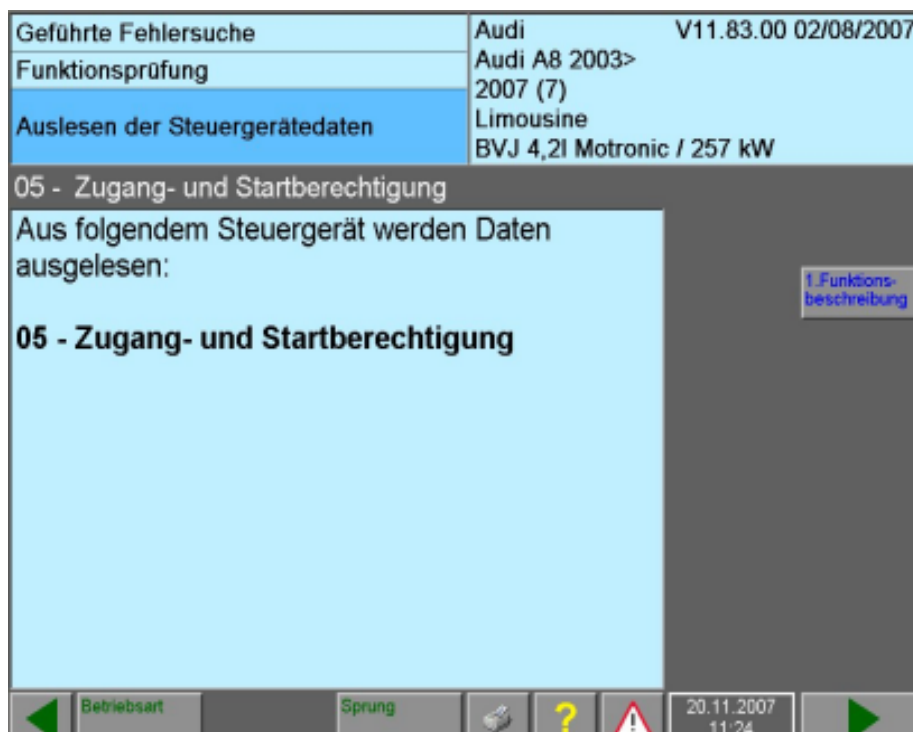 Geführte Fehlersuche
Funktionsprüfung
Auslesen der Steuergerätedaten
Audi V11.83.00 02/08/2007
Audi A8 2003>
2007 (7)
Limousine
BVJ 4,2l Motronic / 257 kW
05 - Zugang- und Startberechtigung
Aus folgendem Steuergerät werden Daten
ausgelesen:
05 - Zugang- und Startberechtigung
1.Funktions-
beschreibung
Betriebsart
Sprung
?
!
20.11.2007
11:24